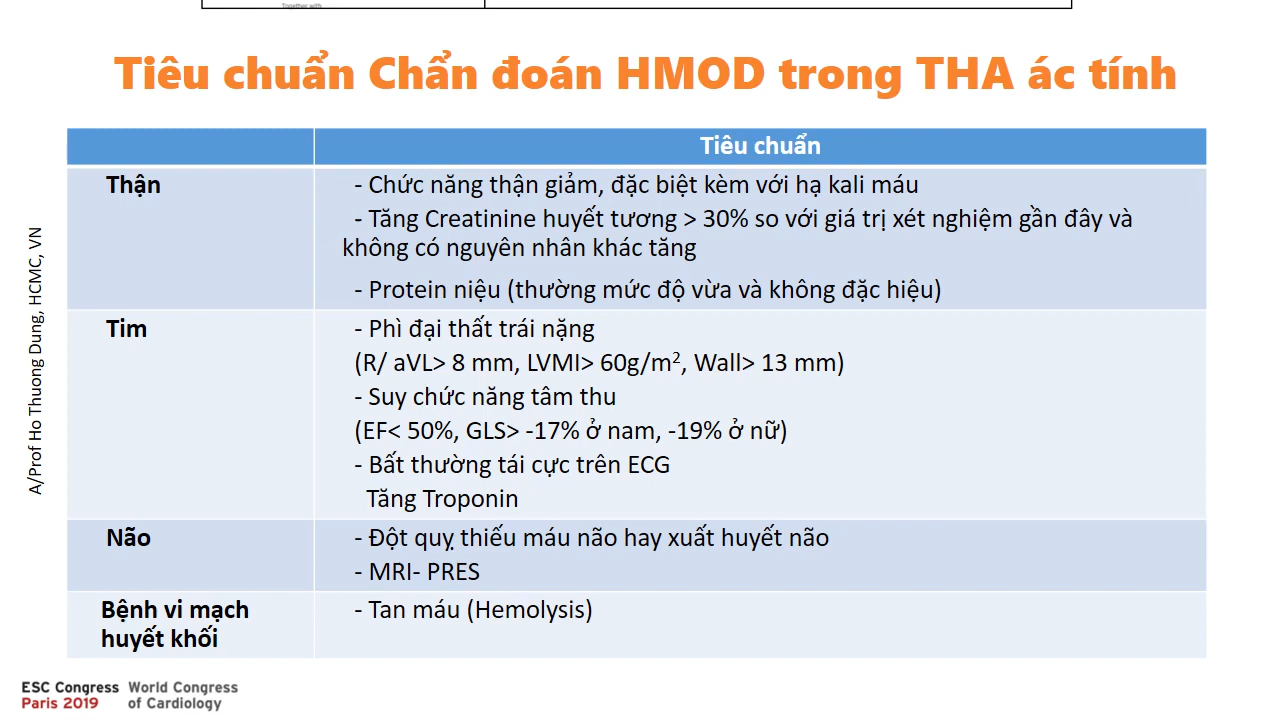 Together with
Tiêu chuẩn Chẩn đoán HMOD trong THA ác tính
Tiêu chuẩn
Thận
- Chức năng thận giảm, đặc biệt kèm với hạ kali máu
- Tăng Creatinine huyết tương > 30% so với giá trị xét nghiệm gần đây và
không có nguyên nhân khác tăng
- Protein niệu (thường mức độ vừa và không đặc hiệu)
Tim
- Phì đại thất trái nặng
(R/ aVL> 8 mm, LVMI> 60g/m², Wall> 13 mm)
- Suy chức năng tâm thu
(EF< 50%, GLS> -17% ở nam, -19% ở nữ)
- Bất thường tái cực trên ECG
Tăng Troponin
Não
- Đột quỵ thiếu máu não hay xuất huyết não
- MRI- PRES
Bệnh vi mạch
huyết khối
- Tan máu (Hemolysis)
A/Prof Ho Thuong Dung, HCMC, VN
ESC Congress World Congress
Paris 2019 of Cardiology